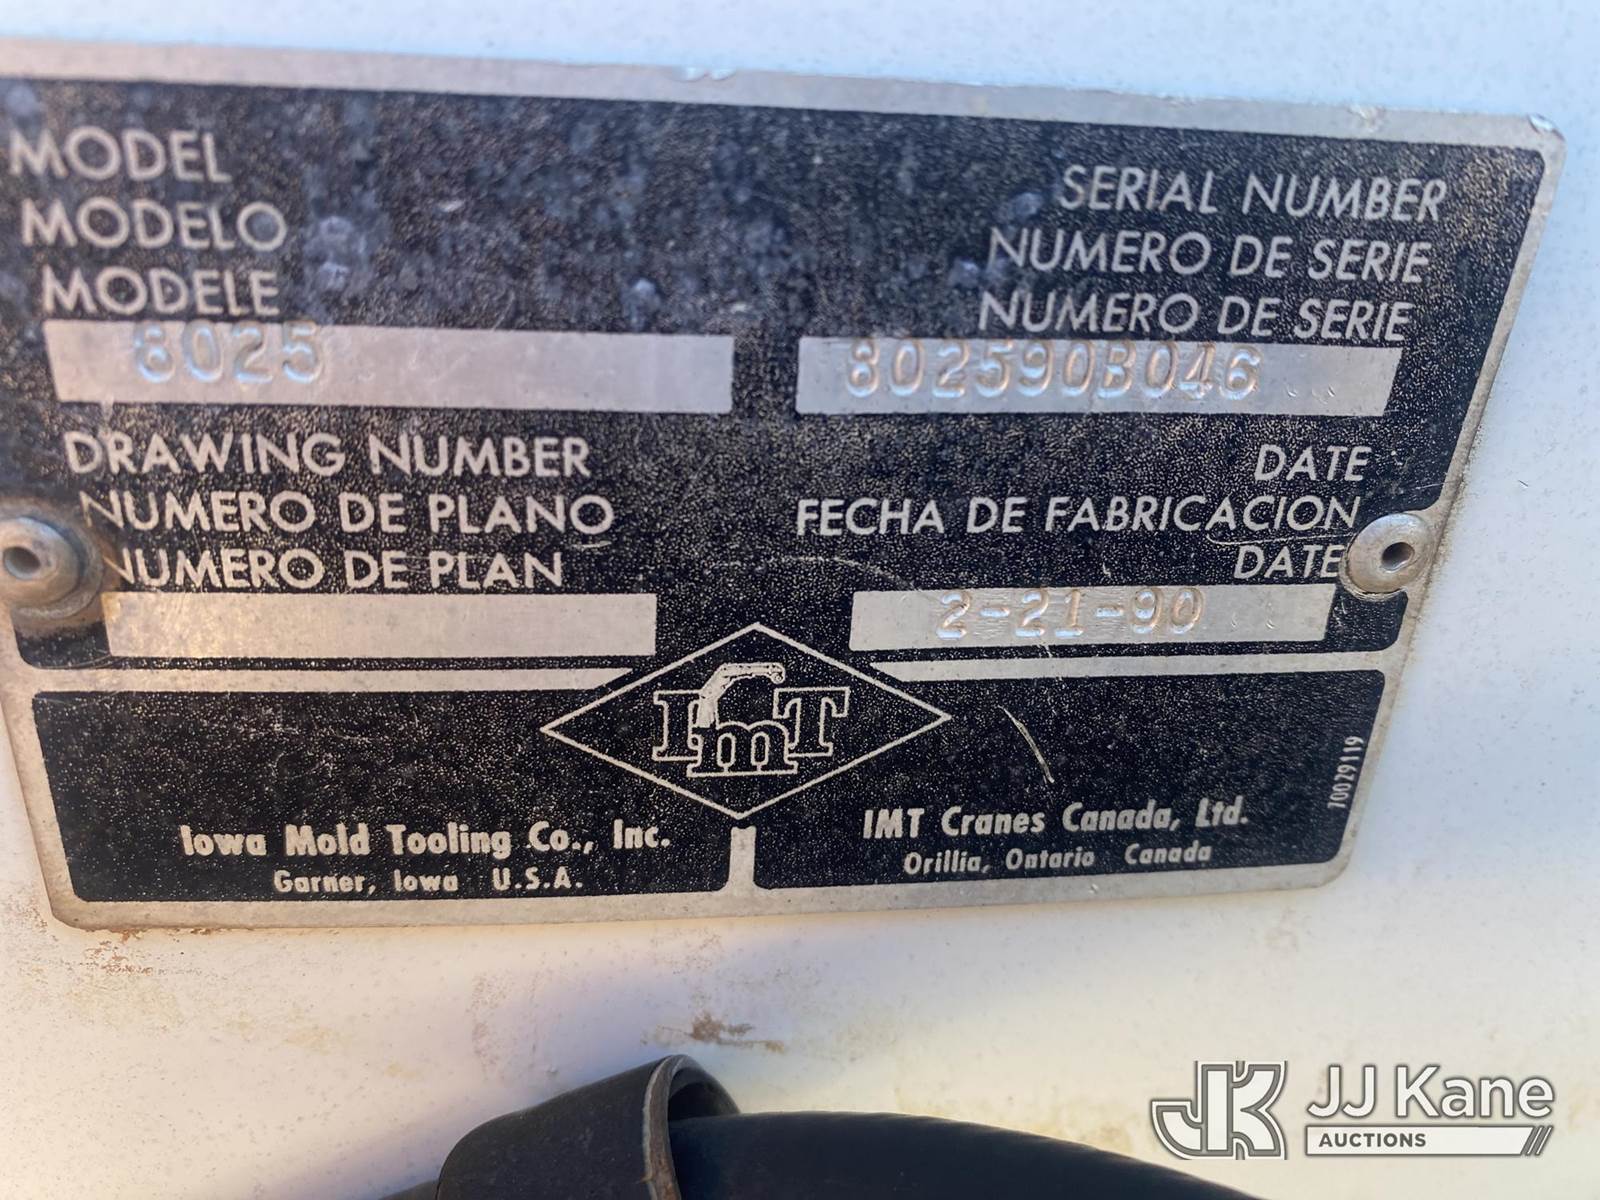 MODEL
MODELO
MODELE
8025
SERIAL NUMBER
NUMERO DE SERIE
NUMERO DE SERIE
802590B046
DRAWING NUMBER
NUMERO DE PLANO
NUMERO DE PLAN
DATE
FECHA DE FABRICACION
DATE
2-21-90
Imt
Iowa Mold Tooling Co., Inc.
Garner, Iowa U.S.A.
IMT Cranes Canada, Ltd.
Orillia, Ontario Canada
70029119
JK JJ Kane
AUCTIONS